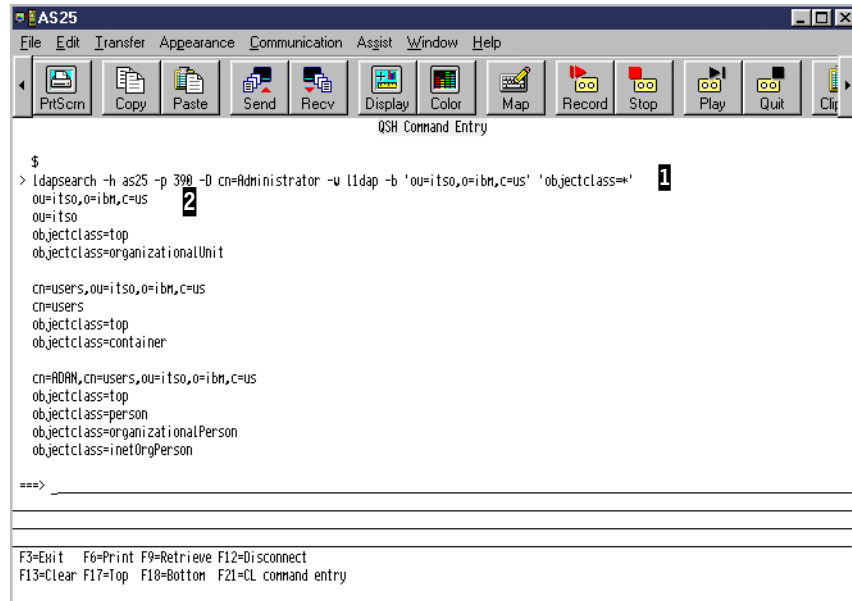 AS25
File Edit Transfer Appearance Communication Assist Window Help
PrtScrn Copy Paste Send Recv Display Color Map Record Stop Play Quit
QSH Command Entry
$
> ldapsearch -h as25 -p 390 -D cn=Administrator -w l1dap -b 'ou=itso,o=ibm,c=us' 'objectclass=*' 1
ou=itso,o=ibm,c=us 2
ou=itso
objectclass=top
objectclass=organizationalUnit
cn=users,ou=itso,o=ibm,c=us
cn=users
objectclass=top
objectclass=container
cn=ADAN,cn=users,ou=itso,o=ibm,c=us
objectclass=top
objectclass=person
objectclass=organizationalPerson
objectclass=inetOrgPerson
===> _
F3=Exit F6=Print F9=Retrieve F12=Disconnect
F13=Clear F17=Top F18=Bottom F21=CL command entry